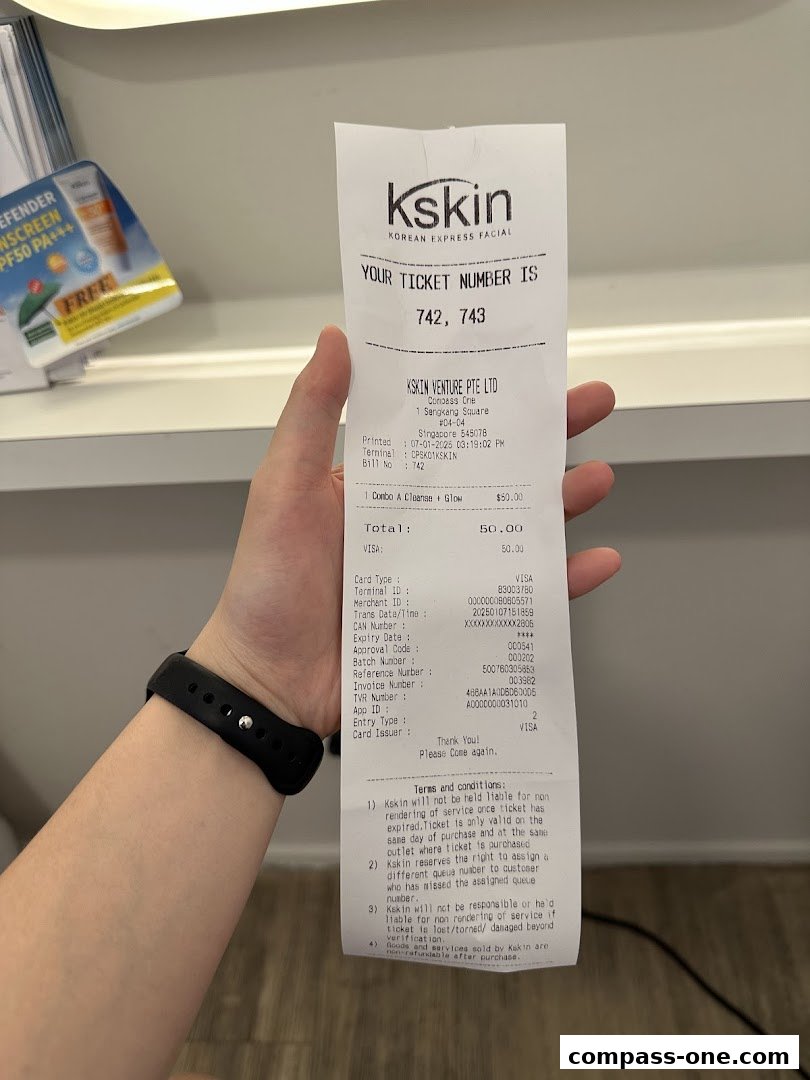 EFENDER
NSCREEN
PF50 PA+++
FREE
Kskin
KOREAN EXPRESS FACIAL
YOUR TICKET NUMBER IS
742, 743
KSKIN VENTURE PTE LTD
Compass One
1 Sengkang Square
#04-04
Singapore 545078
Printed : 07-01-2025 03:19:02 PM
Terminal : CPSK01KSKIN
Bill No : 742
1 Combo A Cleanse + Glow $50.00
Total: 50.00
VISA: 50.00
Card Type : VISA
Terminal ID : 83003780
Merchant ID : 000000080605571
Trans Date/Time : 20250107151859
CAN Number : XXXXXXXXXXXX2806
Expiry Date : ****
Approval Code : 000541
Batch Number : 000202
Reference Number : 500760305853
Invoice Number : 003982
TVR Number :
App ID : A0000000031010
Entry Type : 2
Card Issuer : VISA
Thank You!
Please Come again.
Terms and conditions:
1) Kskin will not be held liable for non
rendering of service once ticket has
expired.Ticket is only valid on the
same day of purchase and at the same
outlet where ticket is purchased
2) Kskin reserves the right to assign a
different queue number to customer
who has missed the assigned queue
number.
3) Kskin will not be responsible or held
liable for non rendering of service if
ticket is lost/torned/ damaged beyond
verification.
4) Goods and services sold by Kskin are
non-refundable after purchase.
compass-one.com